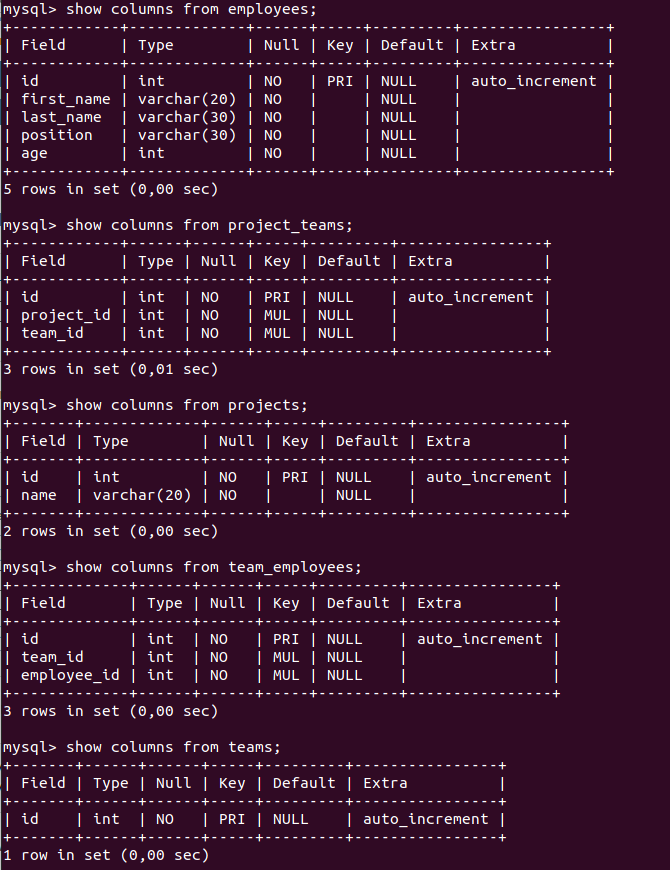 mysql> show columns from employees;
+------------+-------------+------+-----+---------+----------------+
| Field      | Type        | Null | Key | Default | Extra          |
+------------+-------------+------+-----+---------+----------------+
| id         | int         | NO   | PRI | NULL    | auto_increment |
| first_name | varchar(20) | NO   |     | NULL    |                |
| last_name  | varchar(30) | NO   |     | NULL    |                |
| position   | varchar(30) | NO   |     | NULL    |                |
| age        | int         | NO   |     | NULL    |                |
+------------+-------------+------+-----+---------+----------------+
5 rows in set (0,00 sec)

mysql> show columns from project_teams;
+------------+------+------+-----+---------+----------------+
| Field      | Type | Null | Key | Default | Extra          |
+------------+------+------+-----+---------+----------------+
| id         | int  | NO   | PRI | NULL    | auto_increment |
| project_id | int  | NO   | MUL | NULL    |                |
| team_id    | int  | NO   | MUL | NULL    |                |
+------------+------+------+-----+---------+----------------+
3 rows in set (0,01 sec)

mysql> show columns from projects;
+-------+-------------+------+-----+---------+----------------+
| Field | Type        | Null | Key | Default | Extra          |
+-------+-------------+------+-----+---------+----------------+
| id    | int         | NO   | PRI | NULL    | auto_increment |
| name  | varchar(20) | NO   |     | NULL    |                |
+-------+-------------+------+-----+---------+----------------+
2 rows in set (0,00 sec)

mysql> show columns from team_employees;
+-------------+------+------+-----+---------+----------------+
| Field       | Type | Null | Key | Default | Extra          |
+-------------+------+------+-----+---------+----------------+
| id          | int  | NO   | PRI | NULL    | auto_increment |
| team_id     | int  | NO   | MUL | NULL    |                |
| employee_id | int  | NO   | MUL | NULL    |                |
+-------------+------+------+-----+---------+----------------+
3 rows in set (0,00 sec)

mysql> show columns from teams;
+-------+------+------+-----+---------+----------------+
| Field | Type | Null | Key | Default | Extra          |
+-------+------+------+-----+---------+----------------+
| id    | int  | NO   | PRI | NULL    | auto_increment |
+-------+------+------+-----+---------+----------------+
1 row in set (0,00 sec)